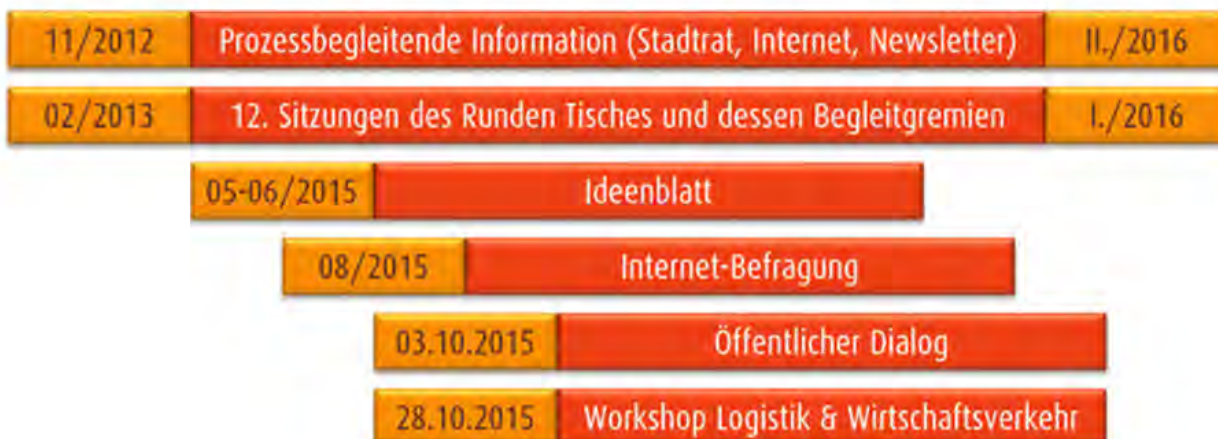 11/2012 Prozessbegleitende Information (Stadtrat, Internet, Newsletter) II./2016
02/2013 12. Sitzungen des Runden Tisches und dessen Begleitgremien I./2016
05-06/2015 Ideenblatt
08/2015 Internet-Befragung
03.10.2015 Öffentlicher Dialog
28.10.2015 Workshop Logistik & Wirtschaftsverkehr